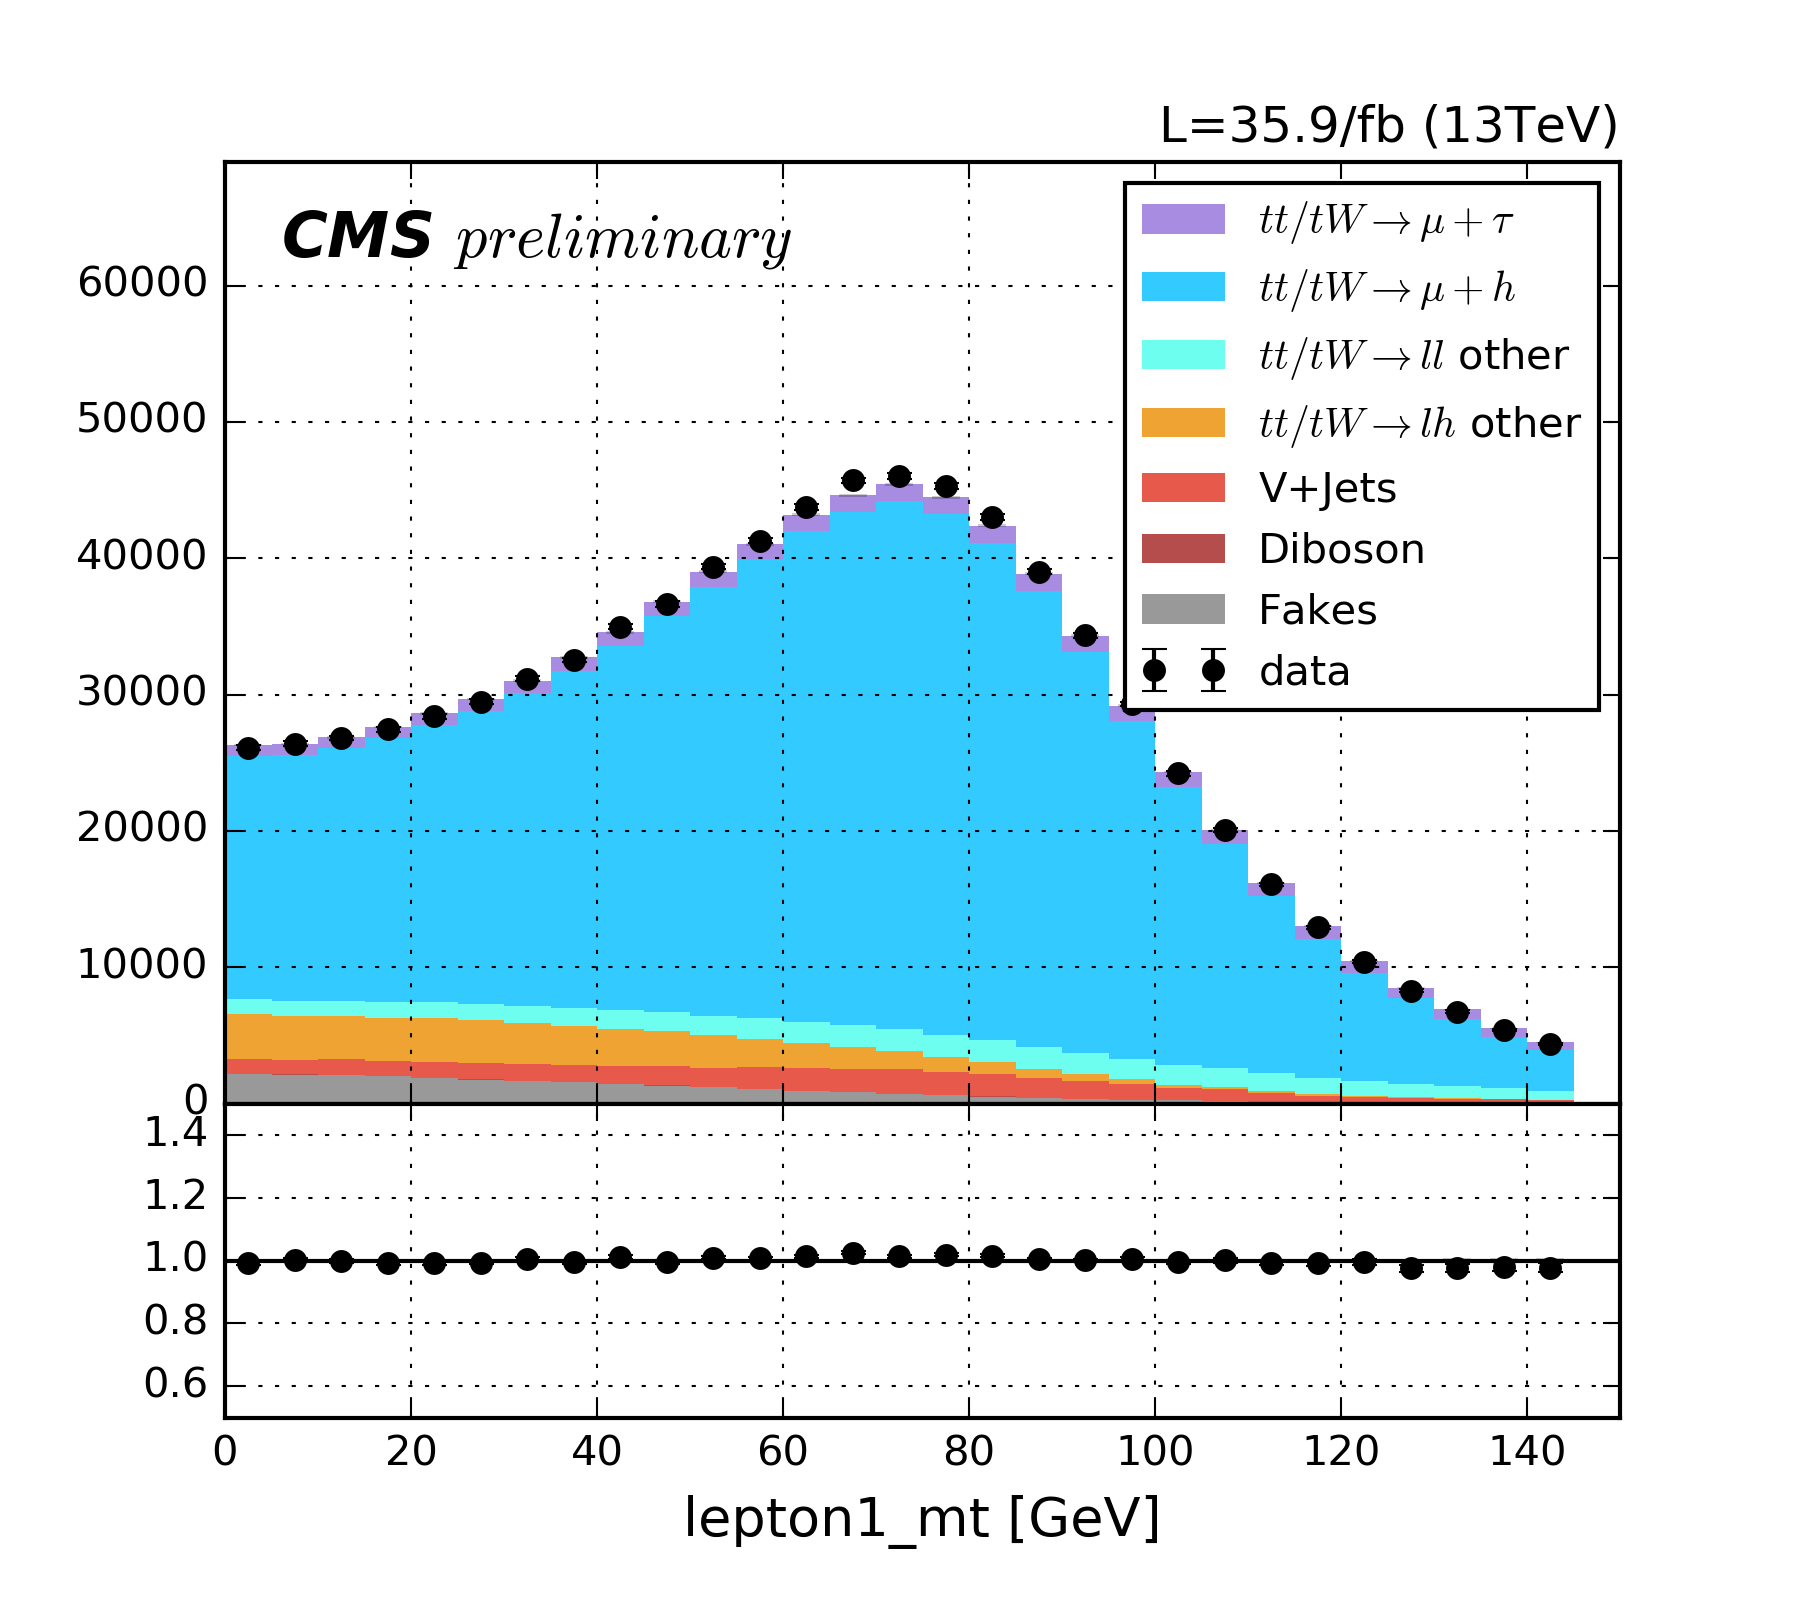 L=35.9/fb (13TeV)
CMS preliminary
tt/tW→μ+τ
tt/tW→μ+h
tt/tW→ll other
tt/tW→lh other
V+Jets
Diboson
Fakes
data
60000
50000
40000
30000
20000
10000
0
1.4
1.2
1.0
0.8
0.6
0 20 40 60 80 100 120 140
lepton1_mt [GeV]